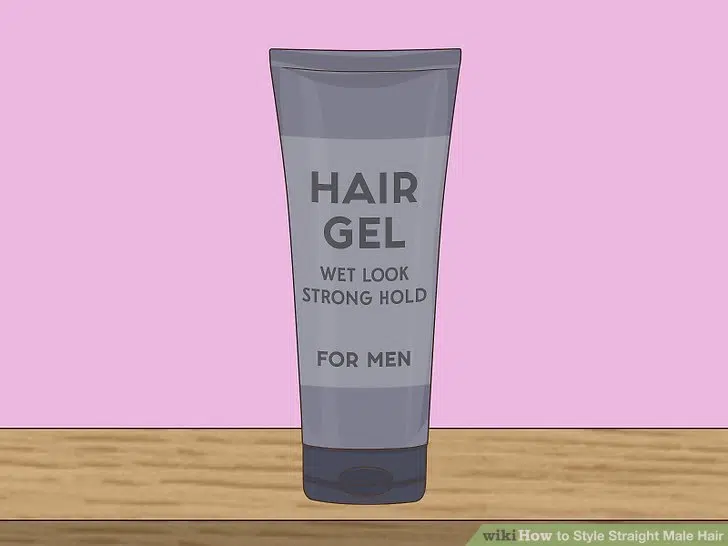 HAIR
GEL
WET LOOK
STRONG HOLD
FOR MEN
wikiHow to Style Straight Male Hair